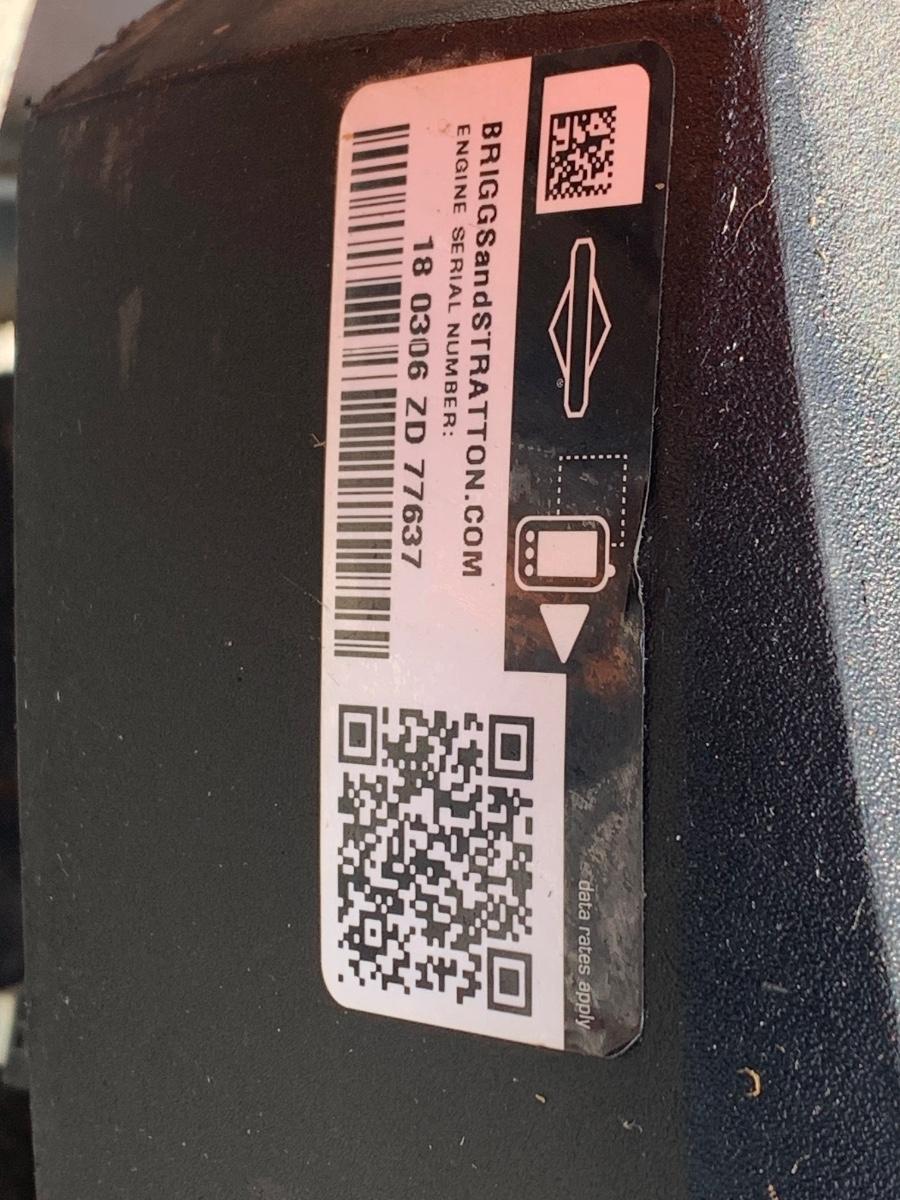 BRIGGSandSTRATTON.COM
ENGINE SERIAL NUMBER:
18 0306 ZD 77637
data rates apply